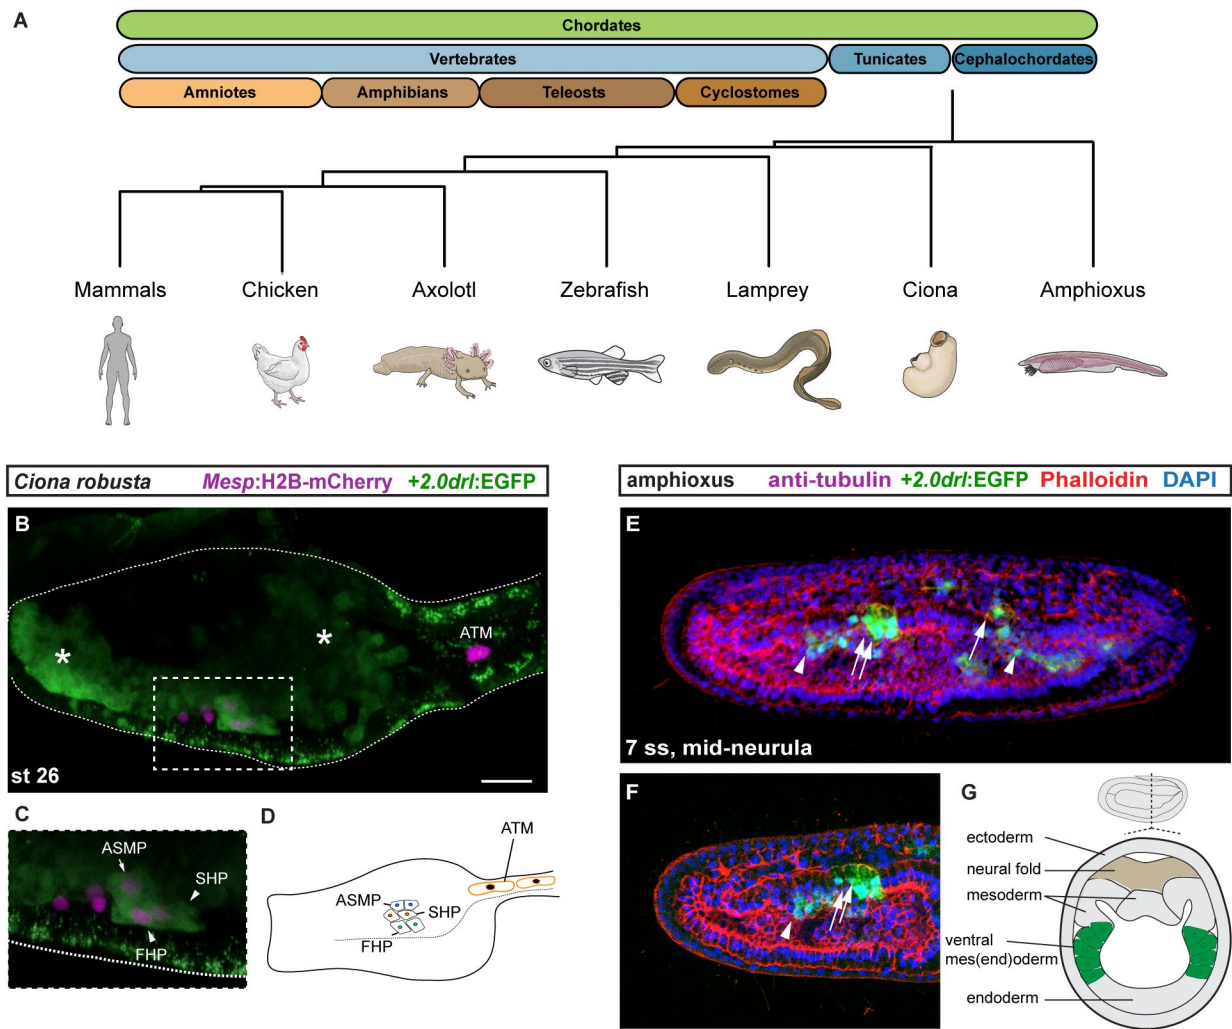 A
Chordates
Vertebrates Tunicates Cephalochordates
Amniotes Amphibians Teleosts Cyclostomes
Mammals Chicken Axolotl Zebrafish Lamprey Ciona Amphioxus
Ciona robusta Mesp:H2B-mCherry +2.0drl:EGFP
B
*
*
ATM
st 26
C
ASMP
SHP
FHP
D
ATM
ASMP
SHP
FHP
amphioxus anti-tubulin +2.0drl:EGFP Phalloidin DAPI
E
7 ss, mid-neurula
F
G
ectoderm
neural fold
mesoderm
ventral
mes(end)oderm
endoderm